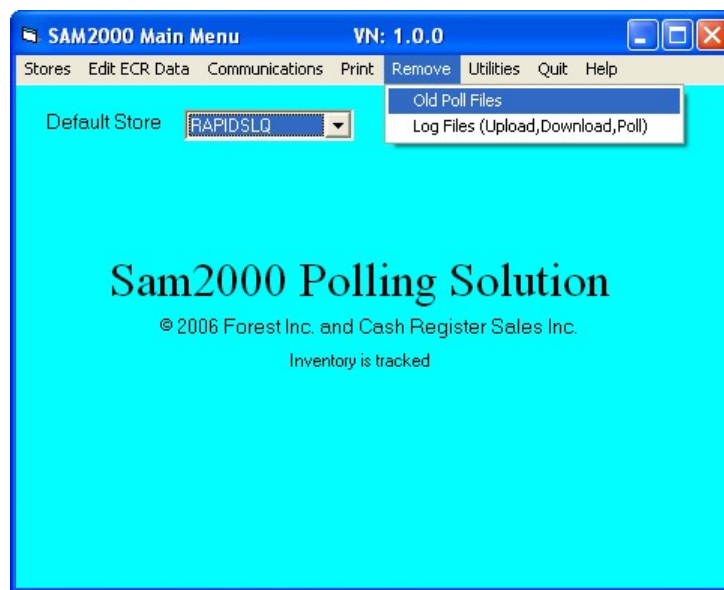 SAM2000 Main Menu VN: 1.0.0
Stores Edit ECR Data Communications Print Remove Utilities Quit Help
Old Poll Files
Log Files (Upload,Download,Poll)
Default Store RAPIDSLQ
Sam2000 Polling Solution
© 2006 Forest Inc. and Cash Register Sales Inc.
Inventory is tracked